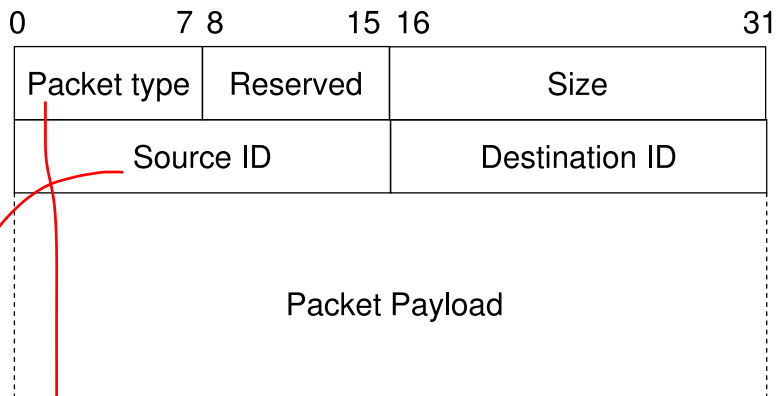 0 7 8 15 16 31
Packet type Reserved Size
Source ID Destination ID
Packet Payload